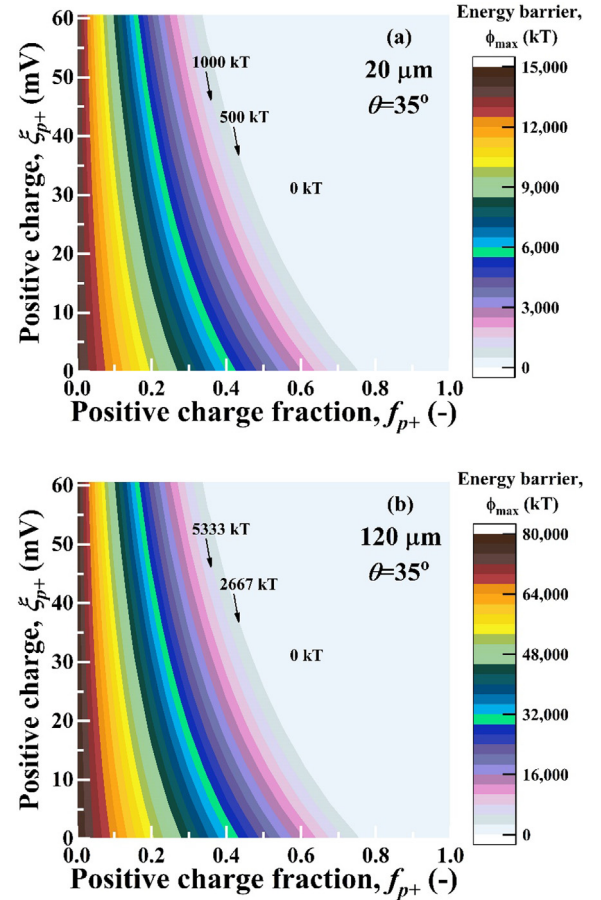 Energy barrier,
ϕmax (kT)
(a)
20 μm
θ=35º
1000 kT
500 kT
0 kT
60
50
40
30
20
10
0
Positive charge, ξp+ (mV)
0.0 0.2 0.4 0.6 0.8 1.0
Positive charge fraction, fp+ (-)
15,000
12,000
9,000
6,000
3,000
0
Energy barrier,
ϕmax (kT)
(b)
120 μm
θ=35º
5333 kT
2667 kT
0 kT
60
50
40
30
20
10
0
Positive charge, ξp+ (mV)
0.0 0.2 0.4 0.6 0.8 1.0
Positive charge fraction, fp+ (-)
80,000
64,000
48,000
32,000
16,000
0